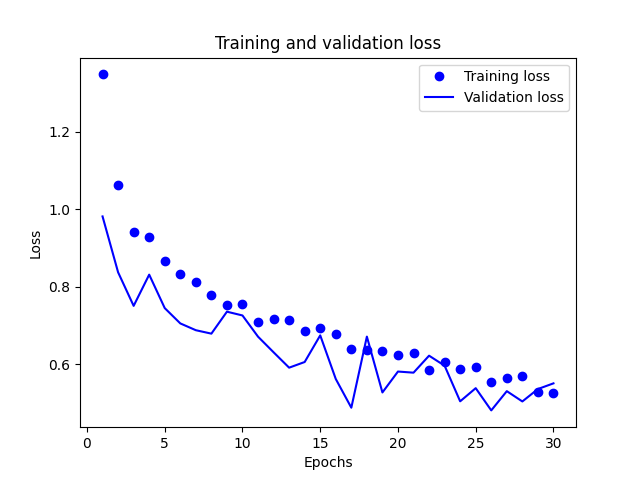 Training and validation loss
Training loss
Validation loss
1.2
1.0
0.8
0.6
Loss
0 5 10 15 20 25 30
Epochs